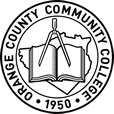 ORANGE COUNTY COMMUNITY COLLEGE
• 1950 •